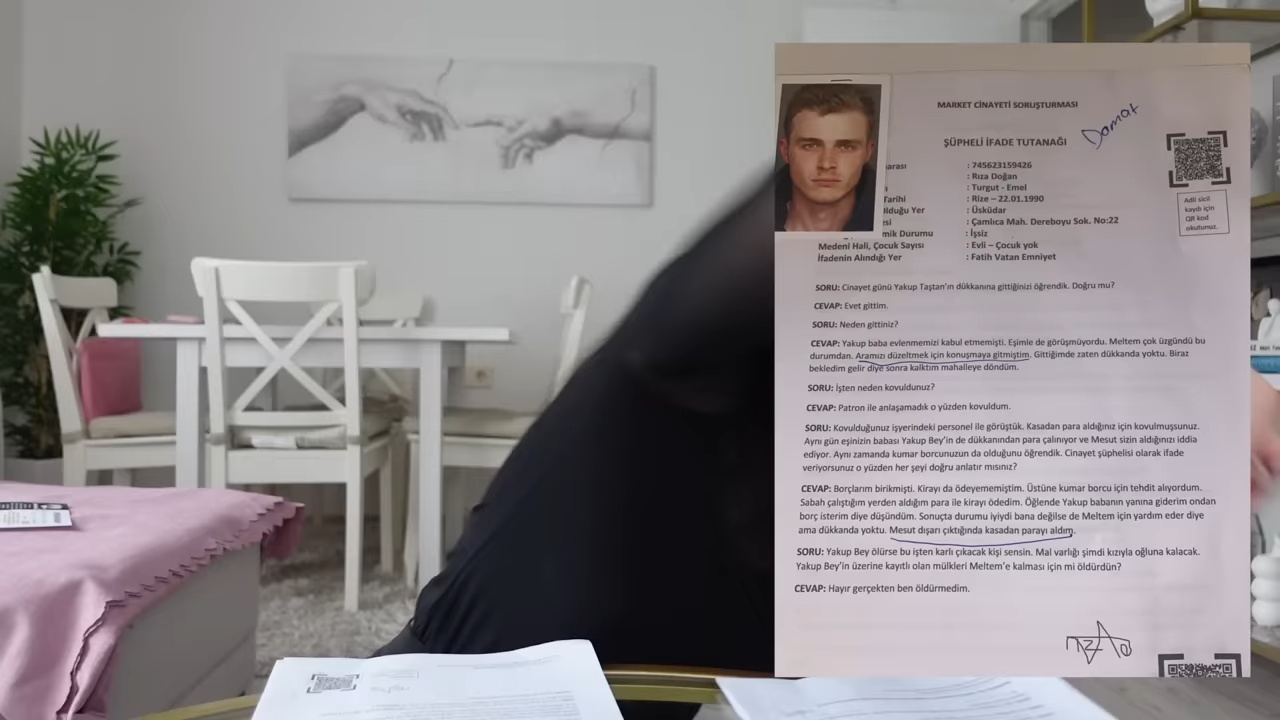 MARKET CİNAYETİ SORUŞTURMASI
Damat
ŞÜPHELİ İFADE TUTANAĞI
arası : 745623159426
: Rıza Doğan
ı : Turgut - Emel
Tarihi : Rize – 22.01.1990
lduğu Yer : Üsküdar
esi : Çamlıca Mah. Dereboyu Sok. No:22
mik Durumu : İşsiz
Medeni Hali, Çocuk Sayısı : Evli – Çocuk yok
İfadenin Alındığı Yer : Fatih Vatan Emniyet
Adli sicil
kaydı için
QR kod
okutunuz.
SORU: Cinayet günü Yakup Taştan'ın dükkanına gittiğinizi öğrendik. Doğru mu?
CEVAP: Evet gittim.
SORU: Neden gittiniz?
CEVAP: Yakup baba evlenmemizi kabul etmemişti. Eşimle de görüşmüyordu. Meltem çok üzgündü bu
durumdan. Aramızı düzeltmek için konuşmaya gitmiştim. Gittiğimde zaten dükkanda yoktu. Biraz
bekledim gelir diye sonra kalktım mahalleye döndüm.
SORU: İşten neden kovuldunuz?
CEVAP: Patron ile anlaşamadık o yüzden kovuldum.
SORU: Kovulduğunuz işyerindeki personel ile görüştük. Kasadan para aldığınız için kovulmuşsunuz.
Aynı gün eşinizin babası Yakup Bey'in de dükkanından para çalınıyor ve Mesut sizin aldığınızı iddia
ediyor. Aynı zamanda kumar borcunuzun da olduğunu öğrendik. Cinayet şüphelisi olarak ifade
veriyorsunuz o yüzden her şeyi doğru anlatır mısınız?
CEVAP: Borçlarım birikmişti. Kirayı da ödeyememiştim. Üstüne kumar borcu için tehdit alıyordum.
Sabah çalıştığım yerden aldığım para ile kirayı ödedim. Öğlende Yakup babanın yanına giderim ondan
borç isterim diye düşündüm. Sonuçta durumu iyiydi bana değilse de Meltem için yardım eder diye
ama dükkanda yoktu. Mesut dışarı çıktığında kasadan parayı aldım.
SORU: Yakup Bey ölürse bu işten karlı çıkacak kişi sensin. Mal varlığı şimdi kızıyla oğluna kalacak.
Yakup Bey'in üzerine kayıtlı olan mülkleri Meltem'e kalması için mi öldürdün?
CEVAP: Hayır gerçekten ben öldürmedim.